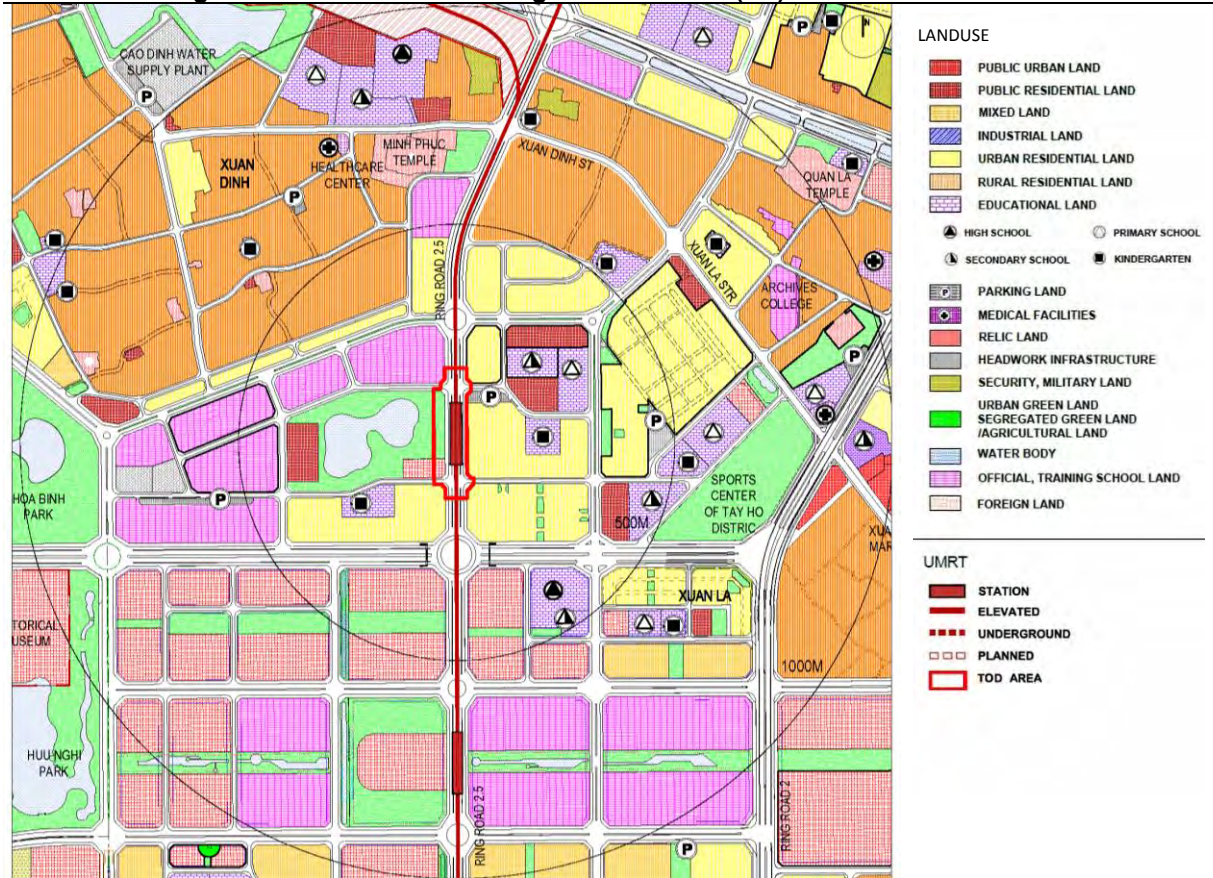 CAO DINH WATER
SUPPLY PLANT
P
P
N
XUAN
DINH
HEALTHCARE
CENTER
MINH PHUC
TEMPLE
XUAN DINH ST
QUAN LA
TEMPLE
P
RING ROAD 2.5
XUAN LA STR
ARCHIVES
COLLEGE
P
P
P
HOA BINH
PARK
P
SPORTS
CENTER
OF TAY HO
DISTRIC
500M
XUA
MAR
TORICAL
USEUM
XUAN LA
1000M
HUU NGHI
PARK
RING ROAD 2.5
RING ROAD 2
P
LANDUSE
PUBLIC URBAN LAND
PUBLIC RESIDENTIAL LAND
MIXED LAND
INDUSTRIAL LAND
URBAN RESIDENTIAL LAND
RURAL RESIDENTIAL LAND
EDUCATIONAL LAND
HIGH SCHOOL
PRIMARY SCHOOL
SECONDARY SCHOOL
KINDERGARTEN
P PARKING LAND
MEDICAL FACILITIES
RELIC LAND
HEADWORK INFRASTRUCTURE
SECURITY, MILITARY LAND
URBAN GREEN LAND
SEGREGATED GREEN LAND
/AGRICULTURAL LAND
WATER BODY
OFFICIAL, TRAINING SCHOOL LAND
FOREIGN LAND
UMRT
STATION
ELEVATED
UNDERGROUND
PLANNED
TOD AREA